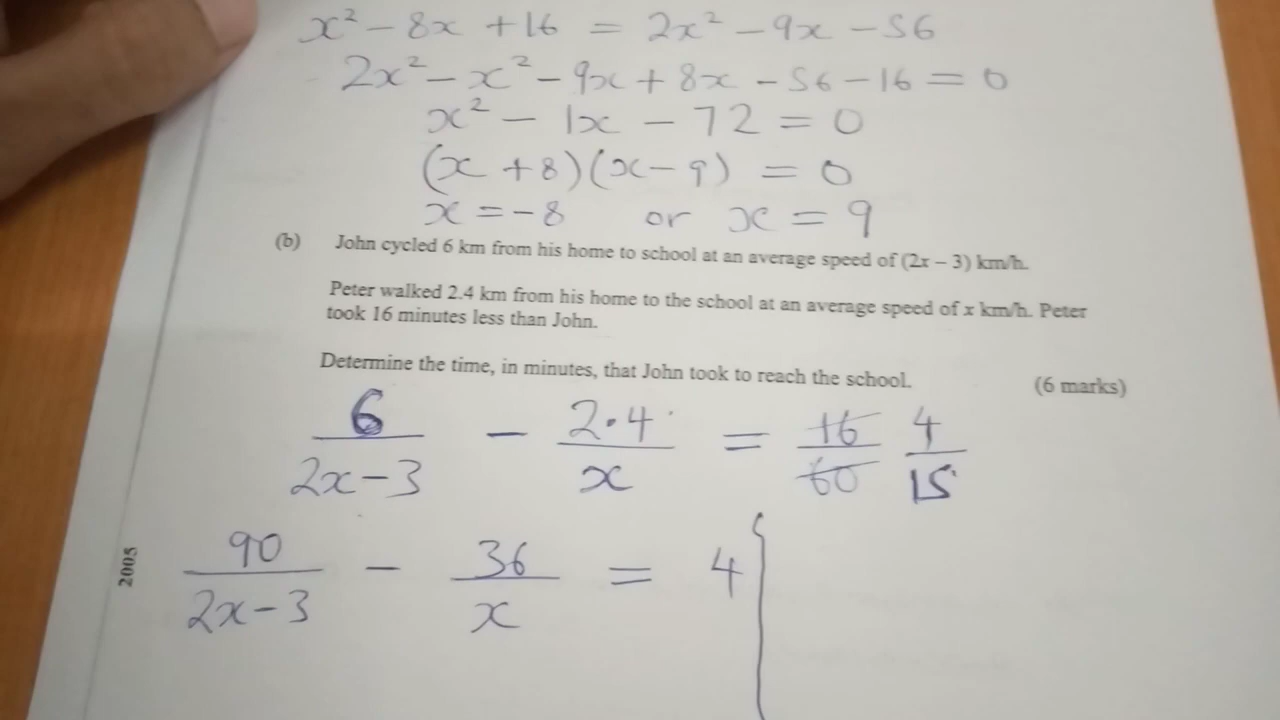 x² - 8x + 16 = 2x² - 9x - 56
2x² - x² - 9x + 8x - 56 - 16 = 0
x² - 1x - 72 = 0
(x + 8)(x - 9) = 0
x = -8 or x = 9
(b) John cycled 6 km from his home to school at an average speed of (2x – 3) km/h.
Peter walked 2.4 km from his home to the school at an average speed of x km/h. Peter
took 16 minutes less than John.
Determine the time, in minutes, that John took to reach the school. (6 marks)
6/(2x-3) - 2.4/x = 16/60 4/15
90/(2x-3) - 36/x = 4
2005